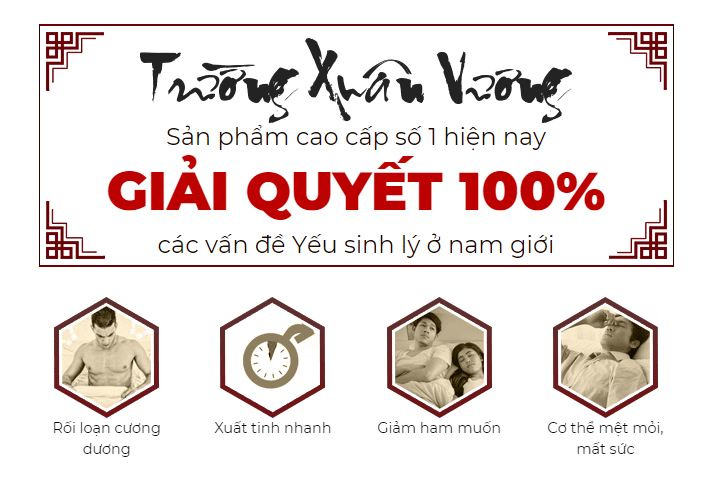 Trường Xuân Vương
Sản phẩm cao cấp số 1 hiện nay
GIẢI QUYẾT 100%
các vấn đề Yếu sinh lý ở nam giới
Rối loạn cương
dương
Xuất tinh nhanh
Giảm ham muốn
Cơ thể mệt mỏi,
mất sức